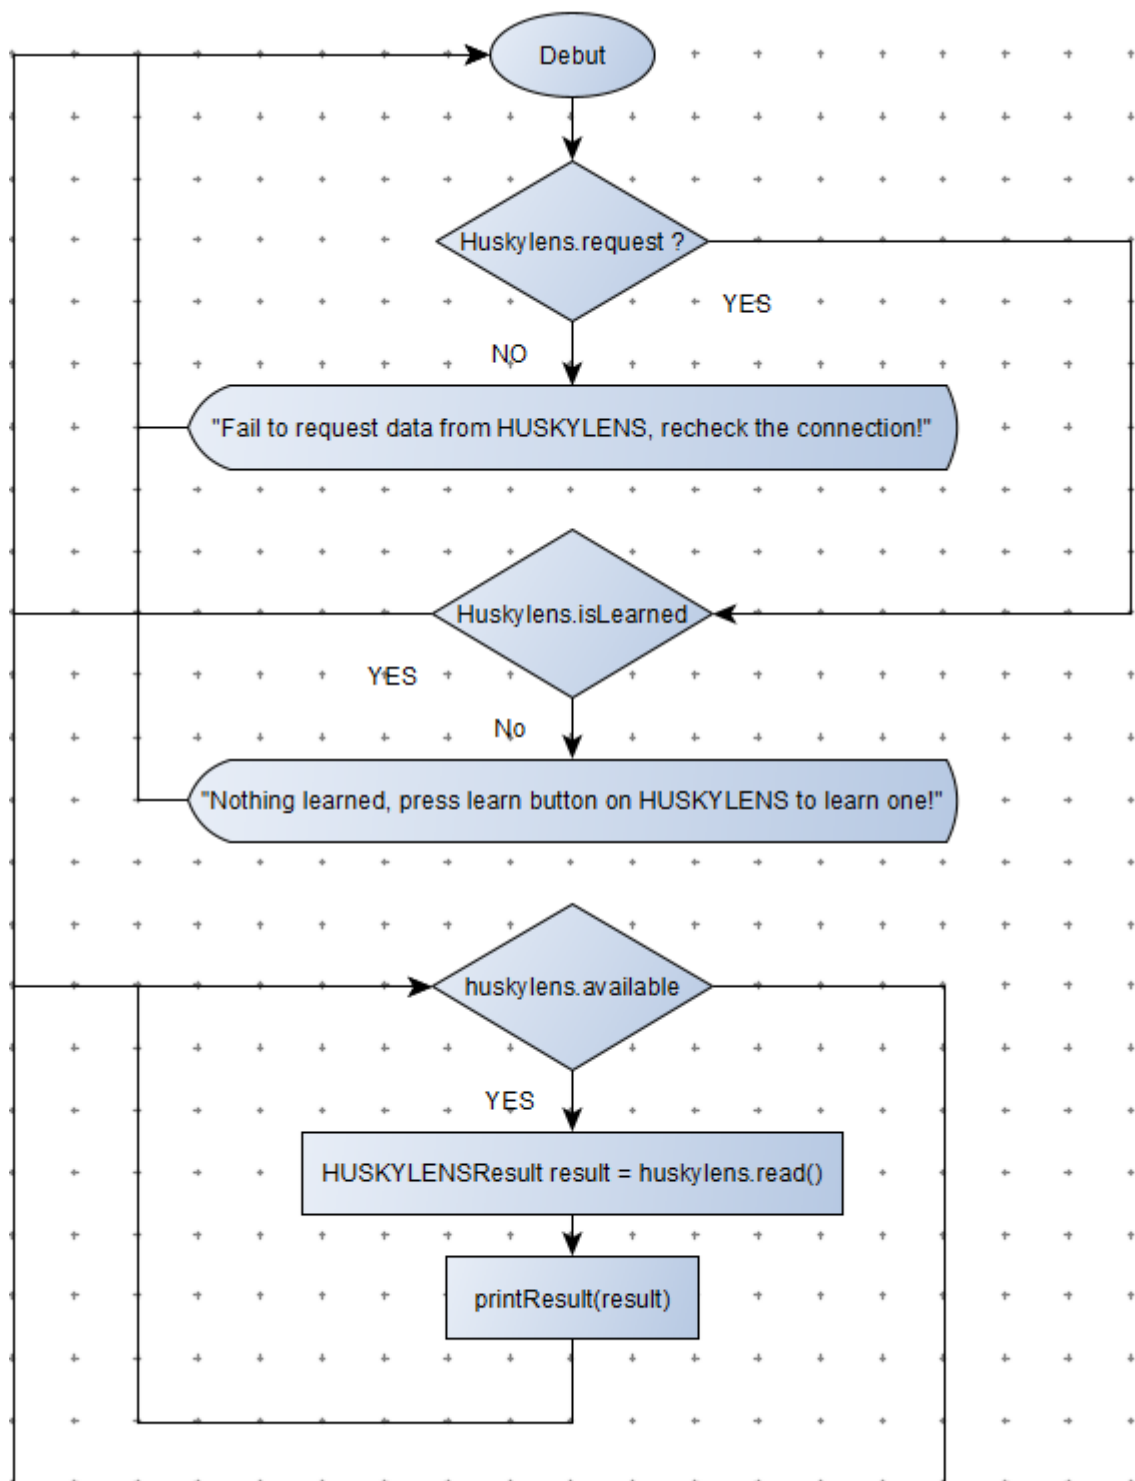 Debut
Huskylens.request ?
YES
NO
"Fail to request data from HUSKYLENS, recheck the connection!"
Huskylens.isLearned
YES
No
"Nothing learned, press learn button on HUSKYLENS to learn one!"
huskylens.available
YES
HUSKYLENSResult result = huskylens.read()
printResult(result)